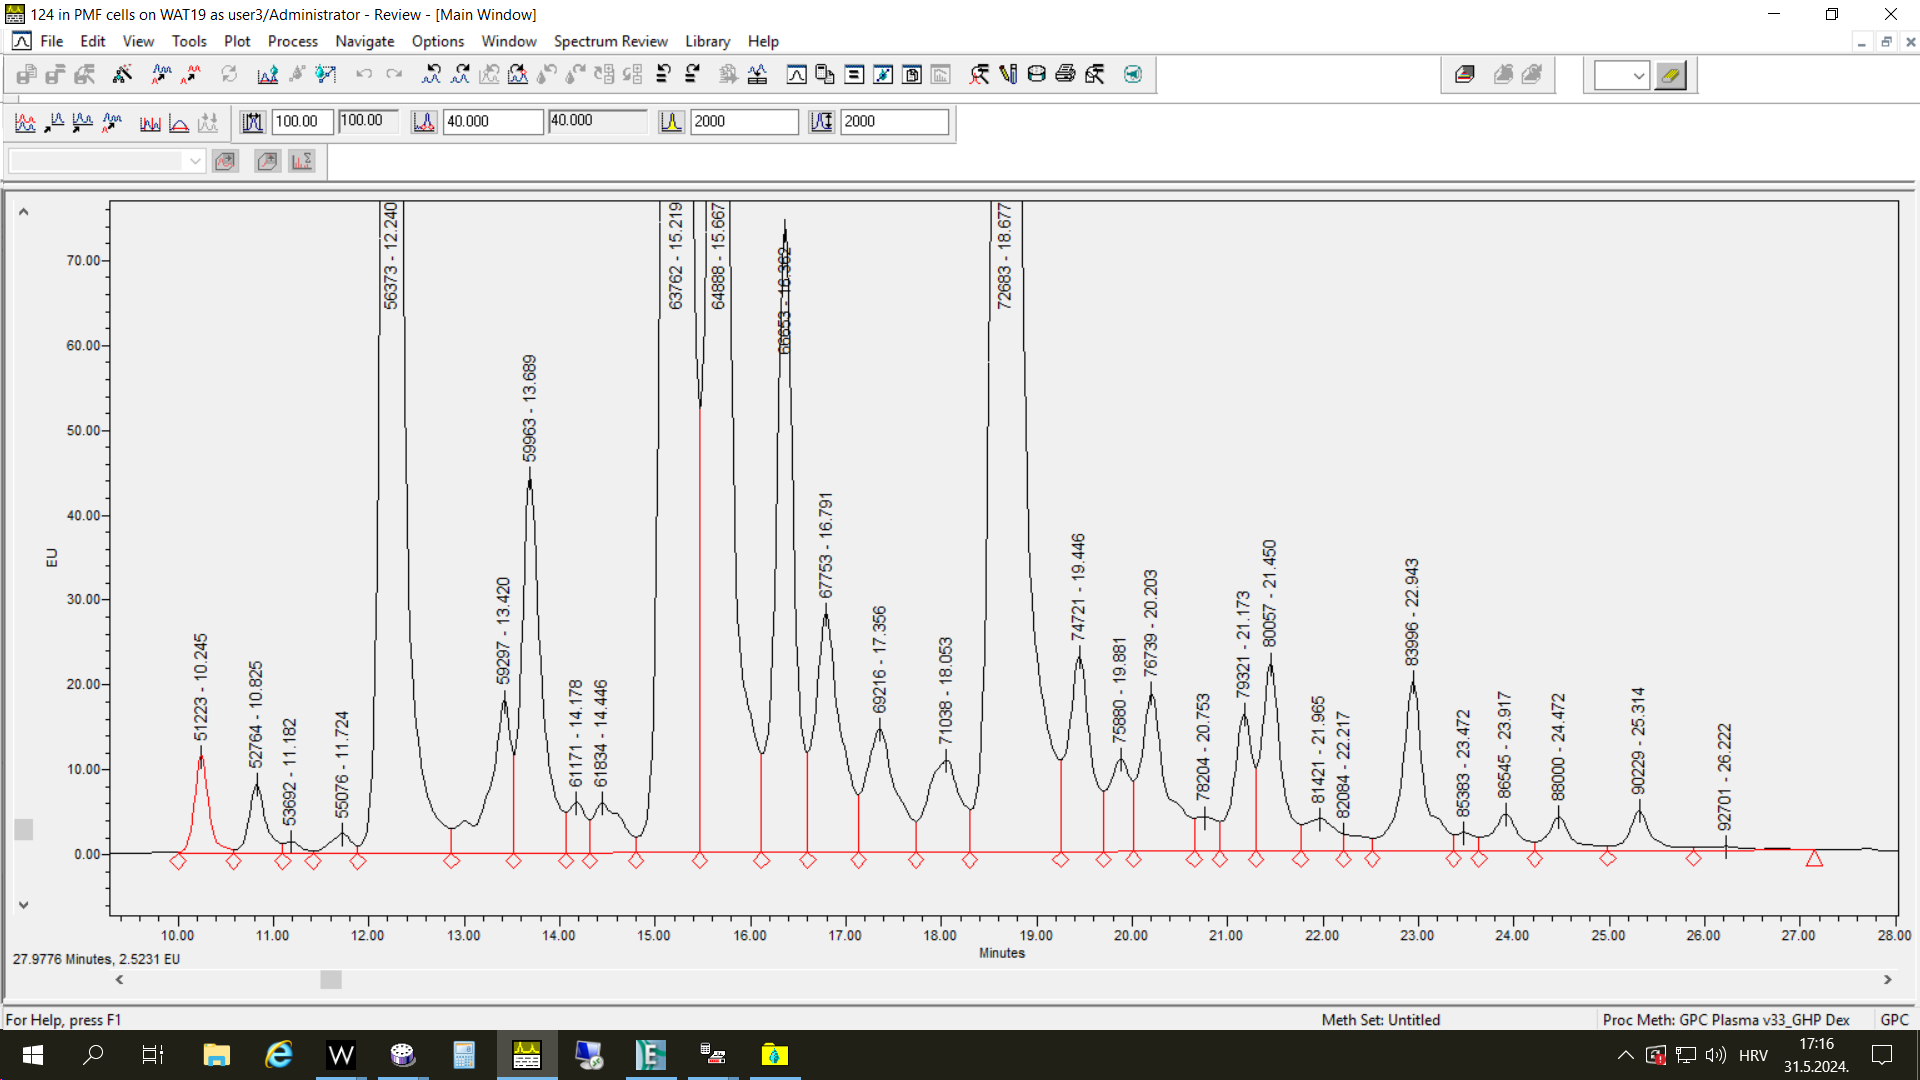 124 in PMF cells on WAT19 as user3/Administrator - Review - [Main Window]
File Edit View Tools Plot Process Navigate Options Window Spectrum Review Library Help
100.00 100.00 40.000 40.000 2000 2000
70.00
60.00
50.00
40.00
30.00
20.00
10.00
0.00
EU
51223 - 10.245
52764 - 10.825
53692 - 11.182
55076 - 11.724
56373 - 12.240
59297 - 13.420
59963 - 13.689
61171 - 14.178
61834 - 14.446
63762 - 15.219
64888 - 15.667
66653 - 16.362
67753 - 16.791
69216 - 17.356
71038 - 18.053
72683 - 18.677
74721 - 19.446
75880 - 19.881
76739 - 20.203
78204 - 20.753
79321 - 21.173
80057 - 21.450
81421 - 21.965
82084 - 22.217
83996 - 22.943
85383 - 23.472
86545 - 23.917
88000 - 24.472
90229 - 25.314
92701 - 26.222
10.00 11.00 12.00 13.00 14.00 15.00 16.00 17.00 18.00 19.00 20.00 21.00 22.00 23.00 24.00 25.00 26.00 27.00 28.00
Minutes
27.9776 Minutes, 2.5231 EU
For Help, press F1 Meth Set: Untitled Proc Meth: GPC Plasma v33_GHP Dex GPC
W
E
HRV
17:16
31.5.2024.